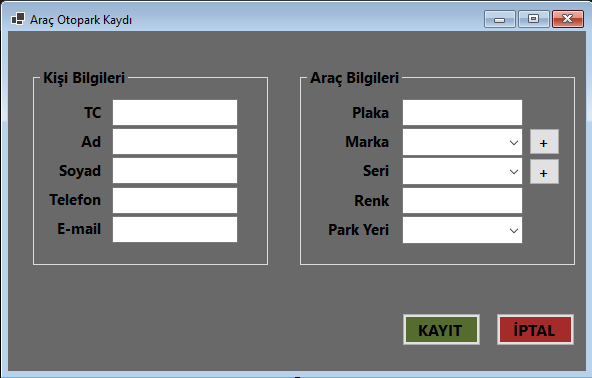 Araç Otopark Kaydı
Kişi Bilgileri
TC
Ad
Soyad
Telefon
E-mail
Araç Bilgileri
Plaka
Marka +
Seri +
Renk
Park Yeri
KAYIT İPTAL